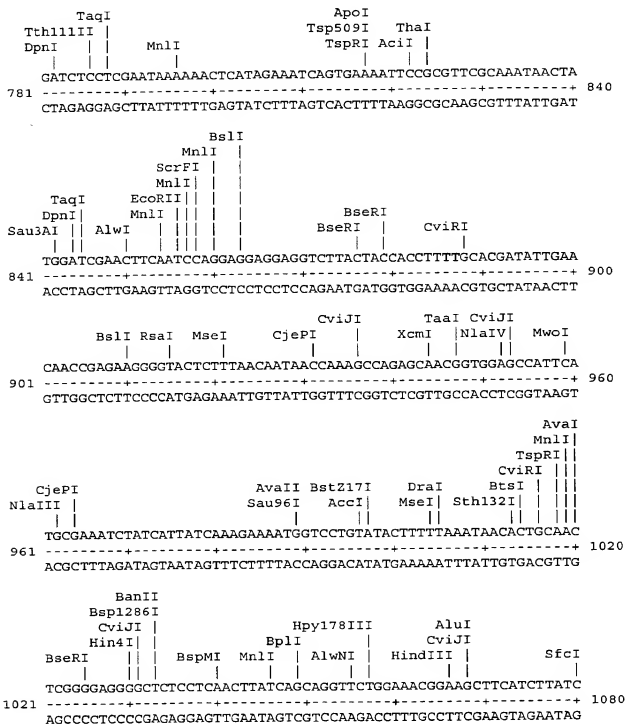 TaqI ApoI
Tth111II Tsp509I ThaI
DpnI MnlI TspRI AciI
GATCTCCTCGAATAAAAAACTCATAGAAATCAGTGAAAATTCCGCGTTCGCAAATAACTA
781 ---------+---------+---------+---------+---------+---------+ 840
CTAGAGGAGCTTATTTTTTGAGTATCTTTAGTCACTTTTAAGGCGCAAGCGTTTATTGAT
BslI
MnlI
ScrFI
MnlI
TaqI EcoRII
DpnI MnlI BseRI
Sau3AI AlwI BseRI CviRI
TGGATCGAACTTCAATCCAGGAGGAGGAGGTCTTACTACCACCTTTTGCACGATATTGAA
841 ---------+---------+---------+---------+---------+---------+ 900
ACCTAGCTTGAAGTTAGGTCCTCCTCCTCCAGAATGATGGTGGAAAACGTGCTATAACTT
CviJI TaaI CviJI
BslI RsaI MseI CjePI XcmI NlaIV MwoI
CAACCGAGAAGGGGTACTCTTTAACAATAACCAAAGCCAGAGCAACGGTGGAGCCATTCA
901 ---------+---------+---------+---------+---------+---------+ 960
GTTGGCTCTTCCCCATGAGAAATTGTTATTGGTTTCGGTCTCGTTGCCACCTCGGTAAGT
AvaI
MnlI
TspRI
CviRI
CjePI AvaII BstZ17I DraI BtsI
NlaIII Sau96I AccI MseI Sth132I
TGCGAAATCTATCATTATCAAAGAAAATGGTCCTGTATACTTTTTAAATAACACTGCAAC
961 ---------+---------+---------+---------+---------+---------+ 1020
ACGCTTTAGATAGTAATAGTTTCTTTTACCAGGACATATGAAAAATTTATTGTGACGTTG
BanII
Bsp1286I
CviJI Hpy178III AluI
Hin4I BplI CviJI
BseRI BspMI MnlI AlwNI HindIII SfcI
TCGGGGAGGGGCTCTCCTCAACTTATCAGCAGGTTCTGGAAACGGAAGCTTCATCTTATC
1021 ---------+---------+---------+---------+---------+---------+ 1080
AGCCCCTCCCCGAGAGGAGTTGAATAGTCGTCCAAGACCTTTGCCTTCGAAGTAGAATAG